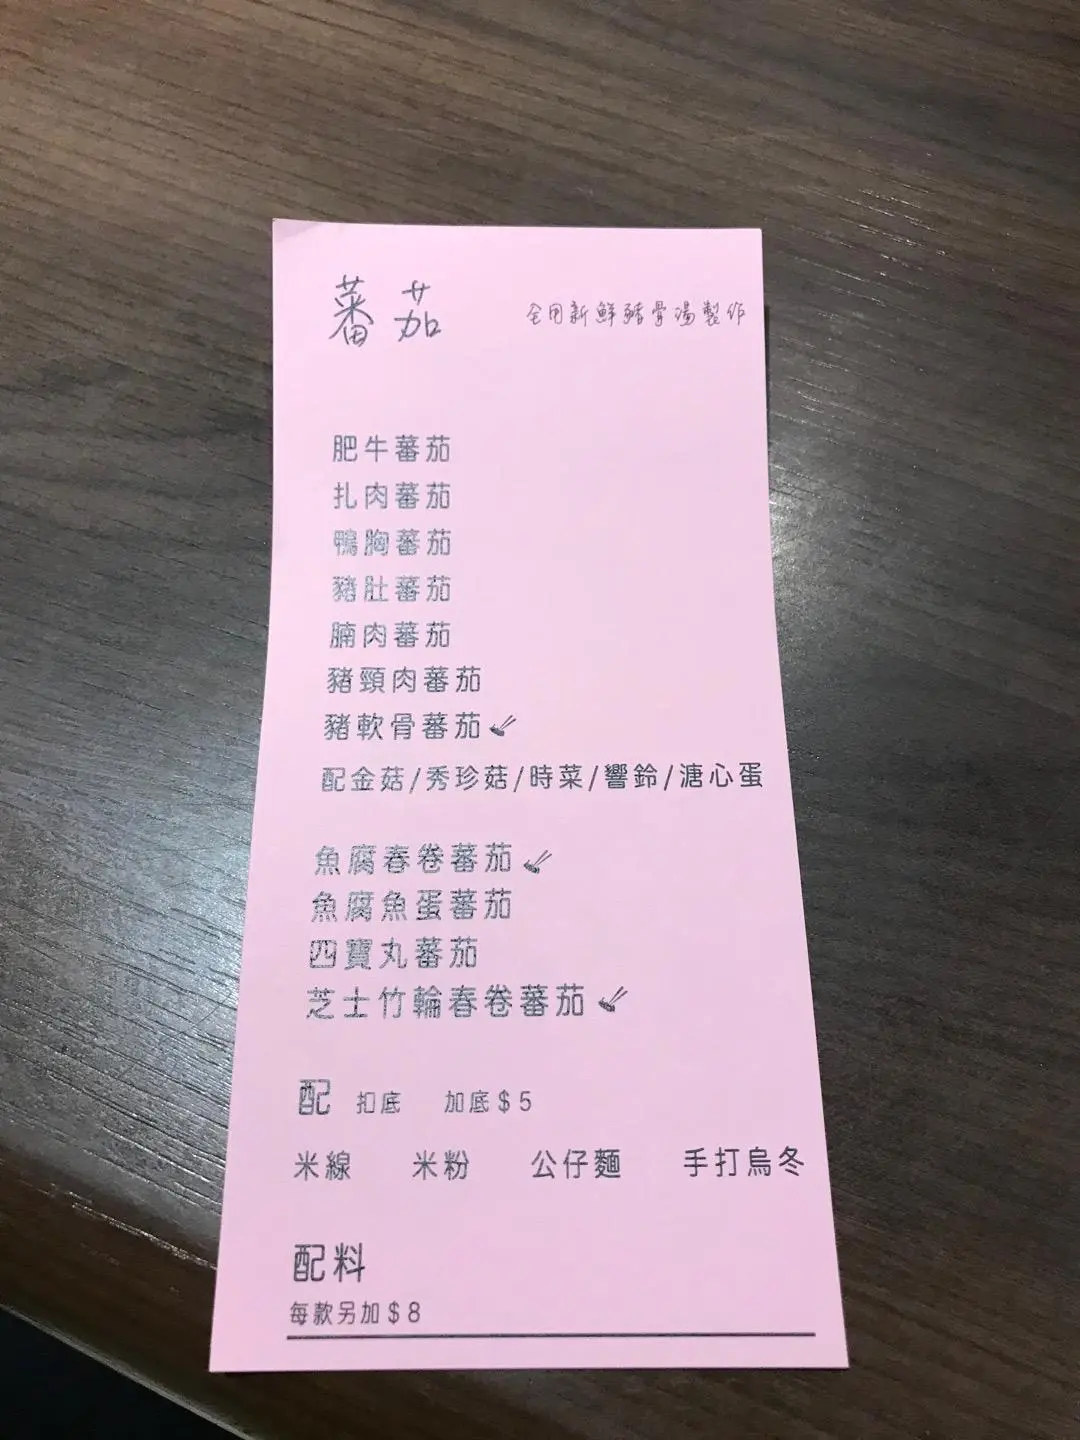 蕃茄 全用新鮮豬骨湯製作
肥牛蕃茄
扎肉蕃茄
鴨胸蕃茄
豬肚蕃茄
腩肉蕃茄
豬頸肉蕃茄
豬軟骨蕃茄
配金菇/秀珍菇/時菜/響鈴/溏心蛋
魚腐春卷蕃茄
魚腐魚蛋蕃茄
四寶丸蕃茄
芝士竹輪春卷蕃茄
配 扣底 加底$5
米線 米粉 公仔麵 手打烏冬
配料
每款另加$8